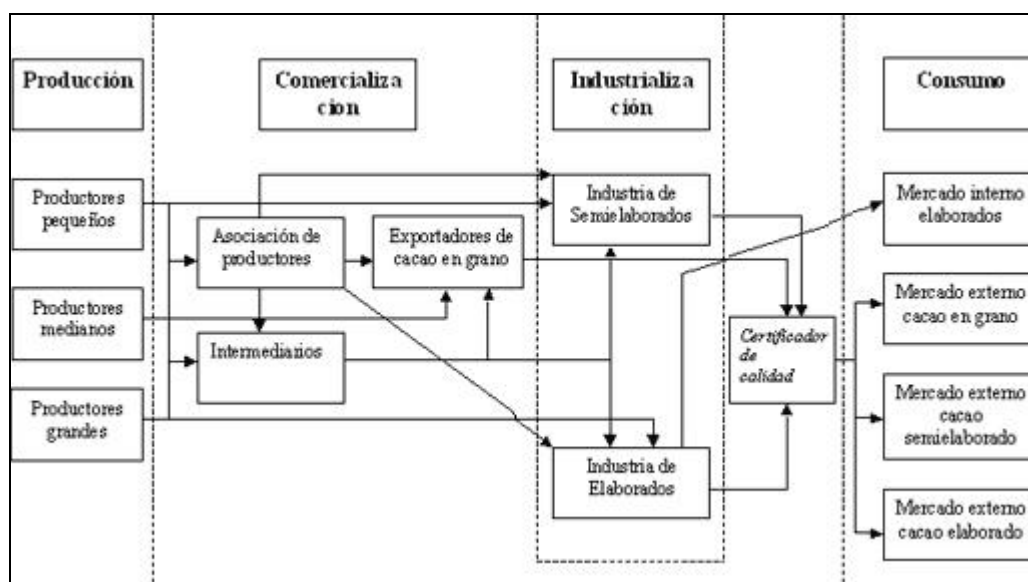 Producción
Comercializa
cion
Industrializa
ción
Consumo
Productores
pequeños
Asociación de
productores
Exportadores de
cacao en grano
Industria de
Semielaborados
Mercado interno
elaborados
Productores
medianos
Intermediarios
Certificador
de
calidad
Mercado externo
cacao en grano
Productores
grandes
Industria de
Elaborados
Mercado externo
cacao
semielaborado
Mercado externo
cacao elaborado